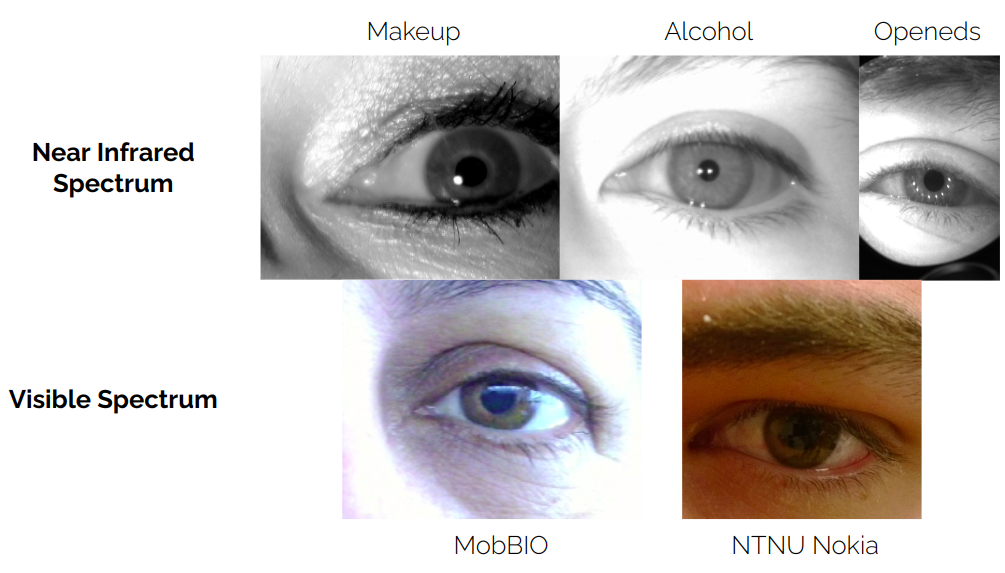 Makeup
Alcohol
Openeds
Near Infrared
Spectrum
Visible Spectrum
MobBIO
NTNU Nokia